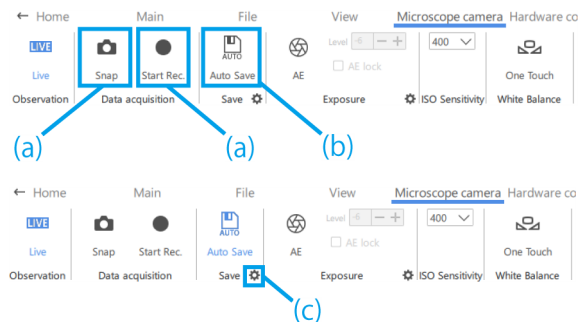 ← Home Main File View Microscope camera Hardware co
LIVE AUTO Level -6 − + 400
AE lock
Live Snap Start Rec. Auto Save AE One Touch
Observation Data acquisition Save Exposure ISO Sensitivity White Balance
(a) (a) (b)
← Home Main File View Microscope camera Hardware co
LIVE AUTO Level -6 − + 400
AE lock
Live Snap Start Rec. Auto Save AE One Touch
Observation Data acquisition Save Exposure ISO Sensitivity White Balance
(c)